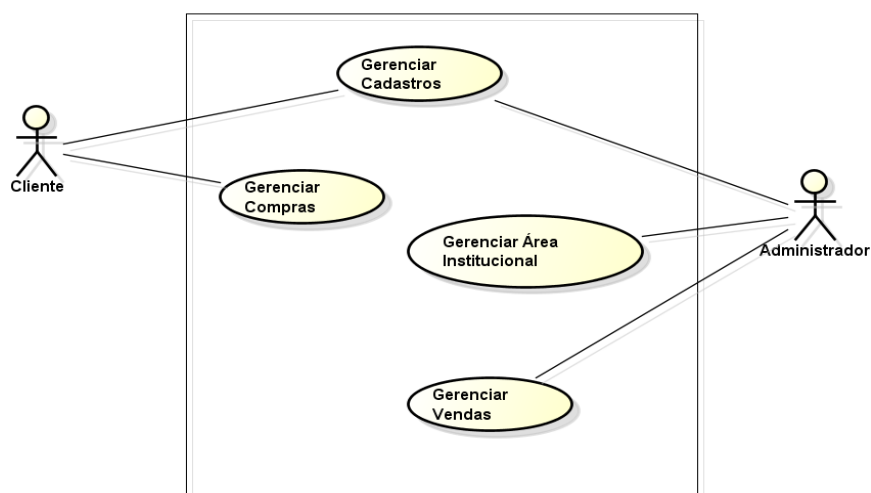 Gerenciar
Cadastros
Cliente
Gerenciar
Compras
Gerenciar Área
Institucional
Administrador
Gerenciar
Vendas